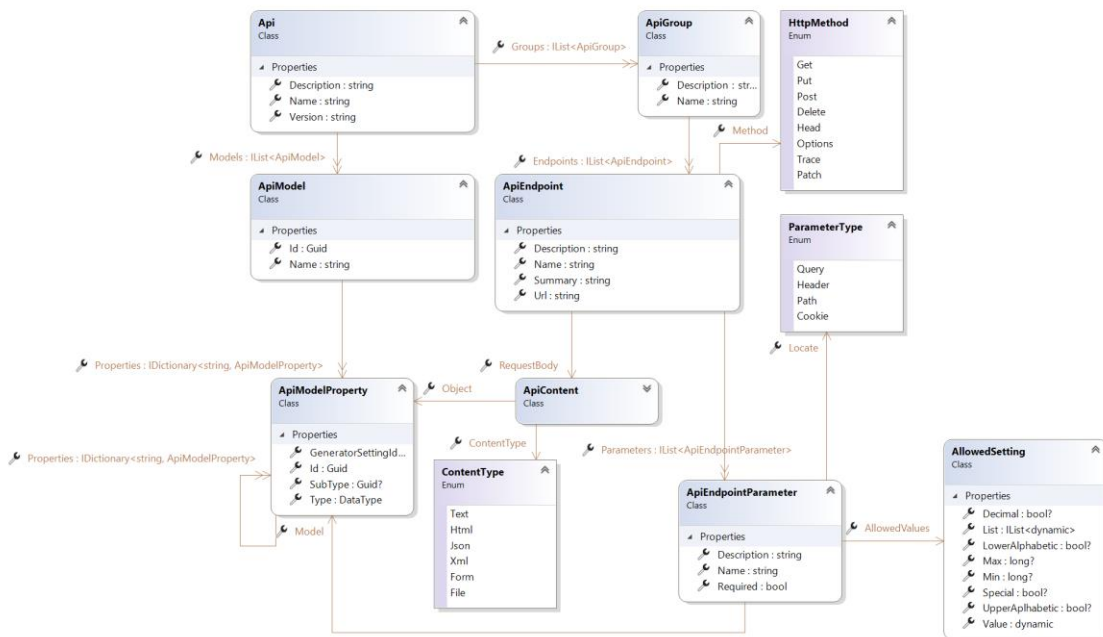 Api
Class
Properties
Description : string
Name : string
Version : string
Groups : IList<ApiGroup>
ApiGroup
Class
Properties
Description : str...
Name : string
HttpMethod
Enum
Get
Put
Post
Delete
Head
Options
Trace
Patch
Method
Models : IList<ApiModel>
Endpoints : IList<ApiEndpoint>
ApiModel
Class
Properties
Id : Guid
Name : string
ApiEndpoint
Class
Properties
Description : string
Name : string
Summary : string
Url : string
ParameterType
Enum
Query
Header
Path
Cookie
Locate
Properties : IDictionary<string, ApiModelProperty>
RequestBody
ApiModelProperty
Class
Properties
GeneratorSettingId...
Id : Guid
SubType : Guid?
Type : DataType
Object
ApiContent
Class
ContentType
Properties : IDictionary<string, ApiModelProperty>
Model
ContentType
Enum
Text
Html
Json
Xml
Form
File
Parameters : IList<ApiEndpointParameter>
ApiEndpointParameter
Class
Properties
Description : string
Name : string
Required : bool
AllowedValues
AllowedSetting
Class
Properties
Decimal : bool?
List : IList<dynamic>
LowerAlphabetic : bool?
Max : long?
Min : long?
Special : bool?
UpperAplhabetic : bool?
Value : dynamic